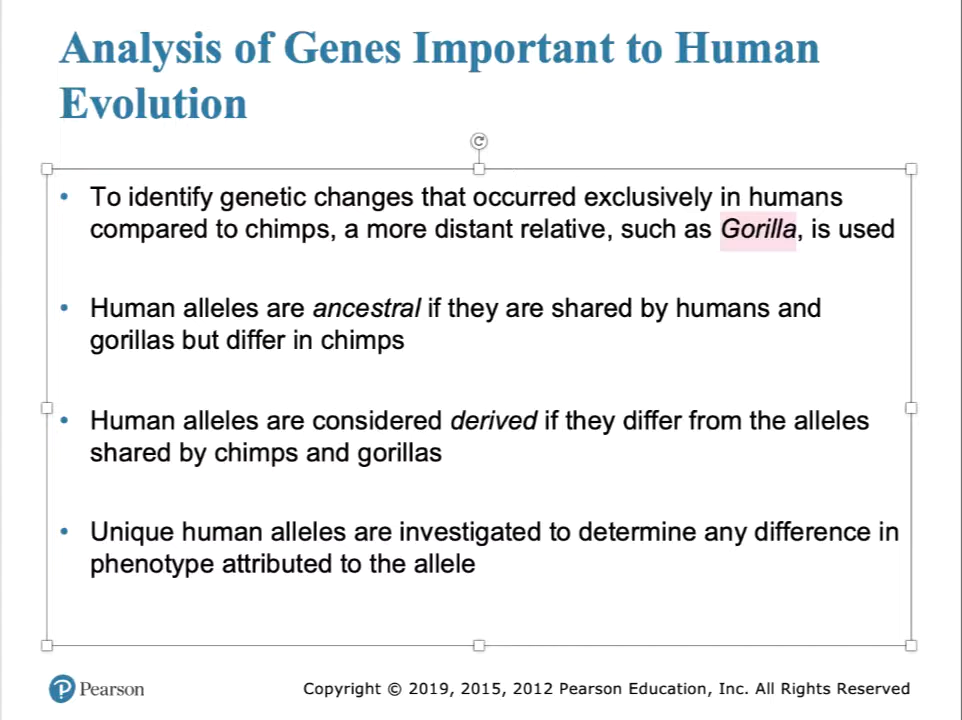 Analysis of Genes Important to Human
Evolution
• To identify genetic changes that occurred exclusively in humans
compared to chimps, a more distant relative, such as Gorilla, is used
• Human alleles are ancestral if they are shared by humans and
gorillas but differ in chimps
• Human alleles are considered derived if they differ from the alleles
shared by chimps and gorillas
• Unique human alleles are investigated to determine any difference in
phenotype attributed to the allele
Pearson
Copyright © 2019, 2015, 2012 Pearson Education, Inc. All Rights Reserved